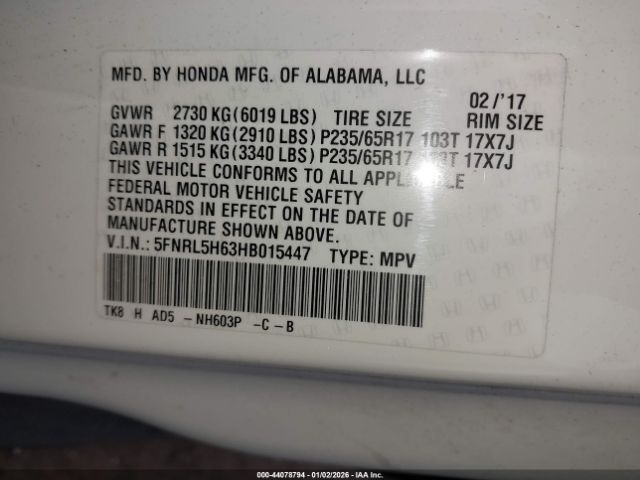 MFD. BY HONDA MFG. OF ALABAMA, LLC 02/'17
GVWR 2730 KG(6019 LBS) TIRE SIZE RIM SIZE
GAWR F 1320 KG(2910 LBS) P235/65R17 103T 17X7J
GAWR R 1515 KG(3340 LBS) P235/65R17 103T 17X7J
THIS VEHICLE CONFORMS TO ALL APPLICABLE
FEDERAL MOTOR VEHICLE SAFETY
STANDARDS IN EFFECT ON THE DATE OF
MANUFACTURE SHOWN ABOVE.
V.I.N.: 5FNRL5H63HB015447 TYPE: MPV
TK8 H AD5 -NH603P -C-B
000-44078794 - 01/02/2026 - IAA Inc.